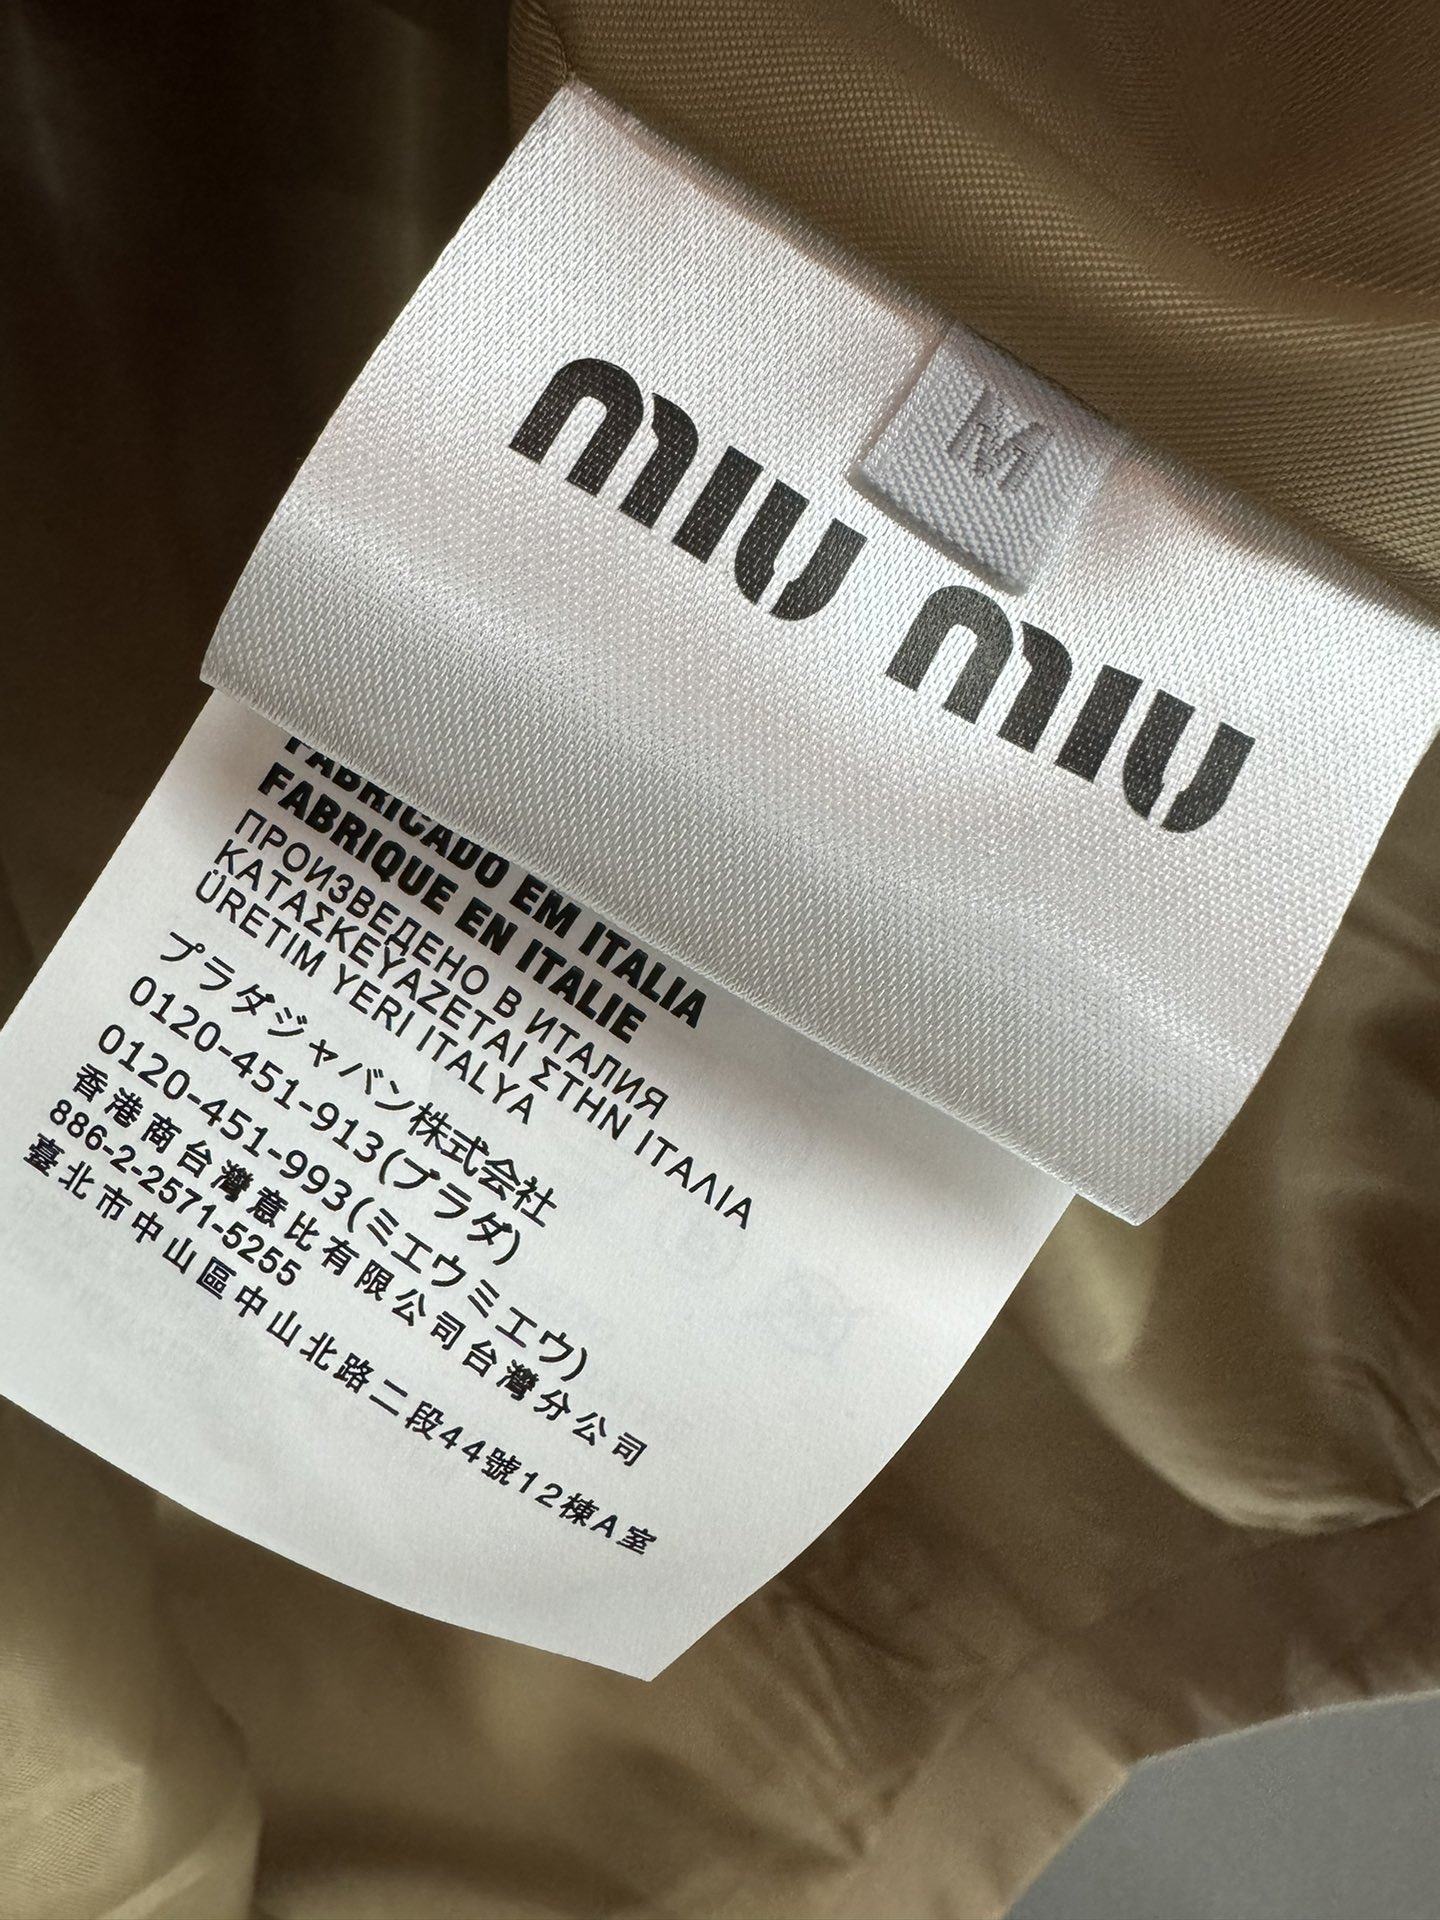 miu miu
M
FABRICADO EM ITALIA
FABRIQUE EN ITALIE
ПРОИЗВЕДЕНО В ИТАЛИЯ
ΚΑΤΑΣΚΕΥΑΖΕΤΑΙ ΣΤΗΝ ΙΤΑΛΙΑ
ÜRETIM YERI ITALYA
プラダジャパン株式会社
0120-451-913(プラダ)
0120-451-993(ミエウミエウ)
香港商台灣意比有限公司台灣分公司
886-2-2571-5255
臺北市中山區中山北路二段44號12棟A室